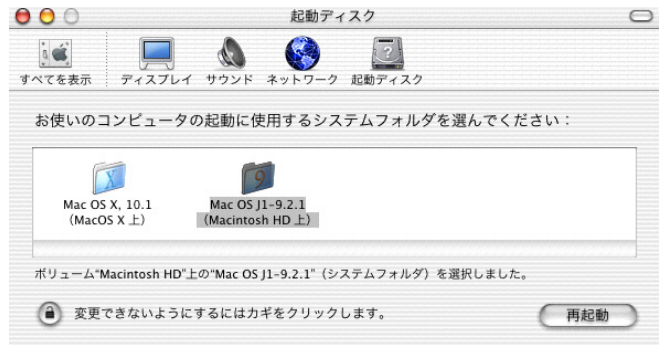 起動ディスク
すべてを表示 ディスプレイ サウンド ネットワーク 起動ディスク
お使いのコンピュータの起動に使用するシステムフォルダを選んでください：
Mac OS X, 10.1
（MacOS X 上）
Mac OS J1-9.2.1
（Macintosh HD 上）
ボリューム“Macintosh HD”上の“Mac OS J1-9.2.1”（システムフォルダ）を選択しました。
変更できないようにするにはカギをクリックします。
再起動